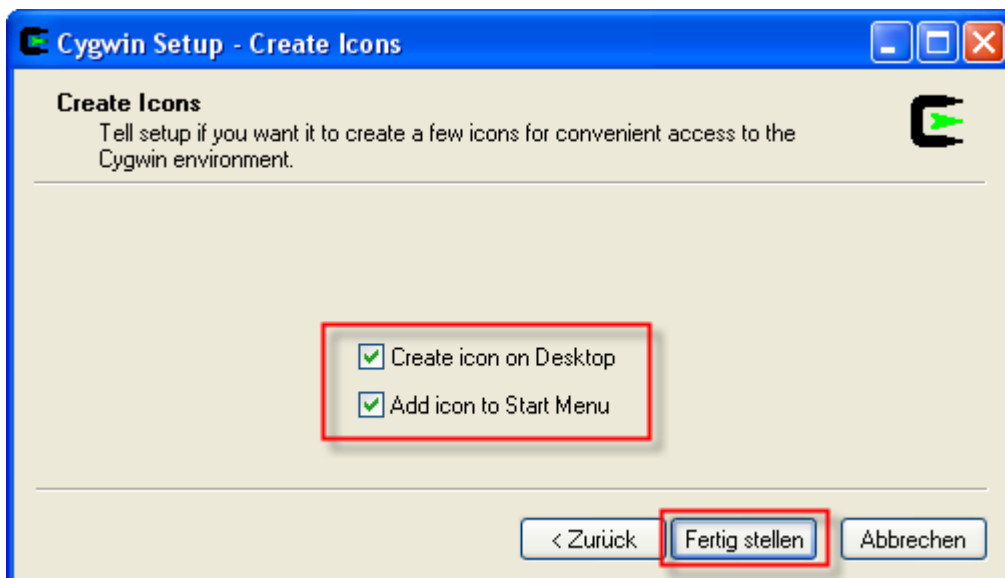 Cygwin Setup - Create Icons
Create Icons
Tell setup if you want it to create a few icons for convenient access to the
Cygwin environment.
Create icon on Desktop
Add icon to Start Menu
< Zurück
Fertig stellen
Abbrechen